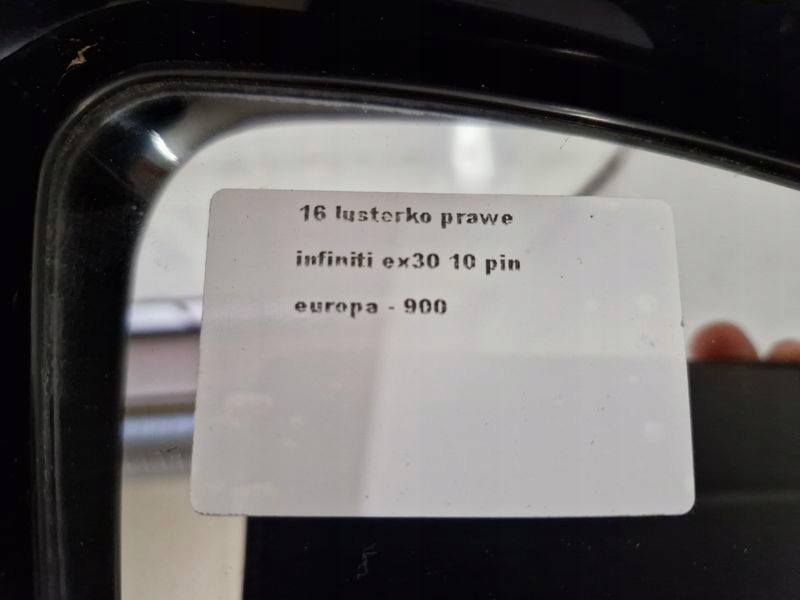 16 lusterko prawe
infiniti ex30 10 pin
europa - 900